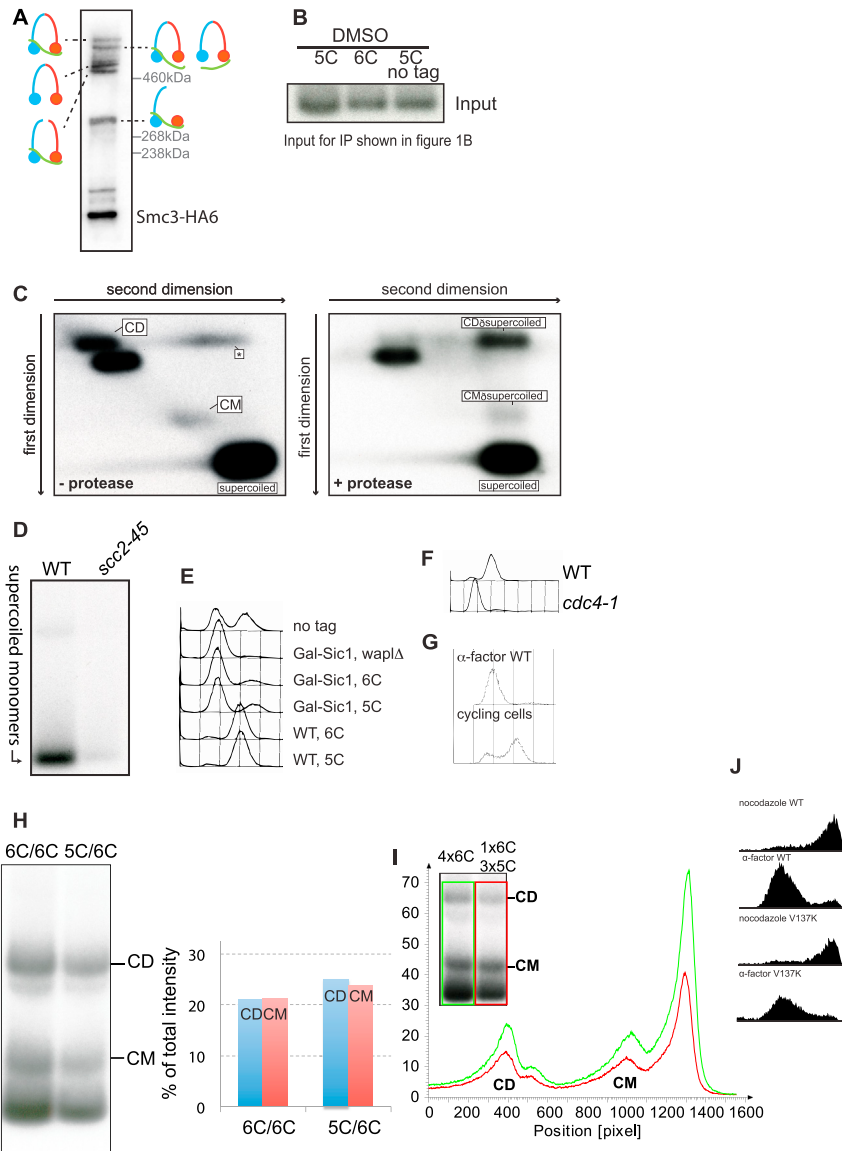 A
460kDa
268kDa
238kDa
Smc3-HA6
B
DMSO
5C 6C 5C
no tag
Input
Input for IP shown in figure 1B
C
second dimension
first dimension
CD
*
CM
- protease
supercoiled
second dimension
first dimension
CD∂supercoiled
CM∂supercoiled
+ protease
supercoiled
D
WT scc2-45
supercoiled monomers
E
no tag
Gal-Sic1, waplΔ
Gal-Sic1, 6C
Gal-Sic1, 5C
WT, 6C
WT, 5C
F
WT
cdc4-1
G
α-factor WT
cycling cells
H
6C/6C 5C/6C
CD
CM
% of total intensity
30
20
10
0
CD CM
CD CM
6C/6C 5C/6C
I
70
60
50
40
30
20
10
0
4x6C
1x6C
3x5C
CD
CM
CD
CM
0 200 400 600 800 1000 1200 1400 1600
Position [pixel]
J
nocodazole WT
α-factor WT
nocodazole V137K
α-factor V137K